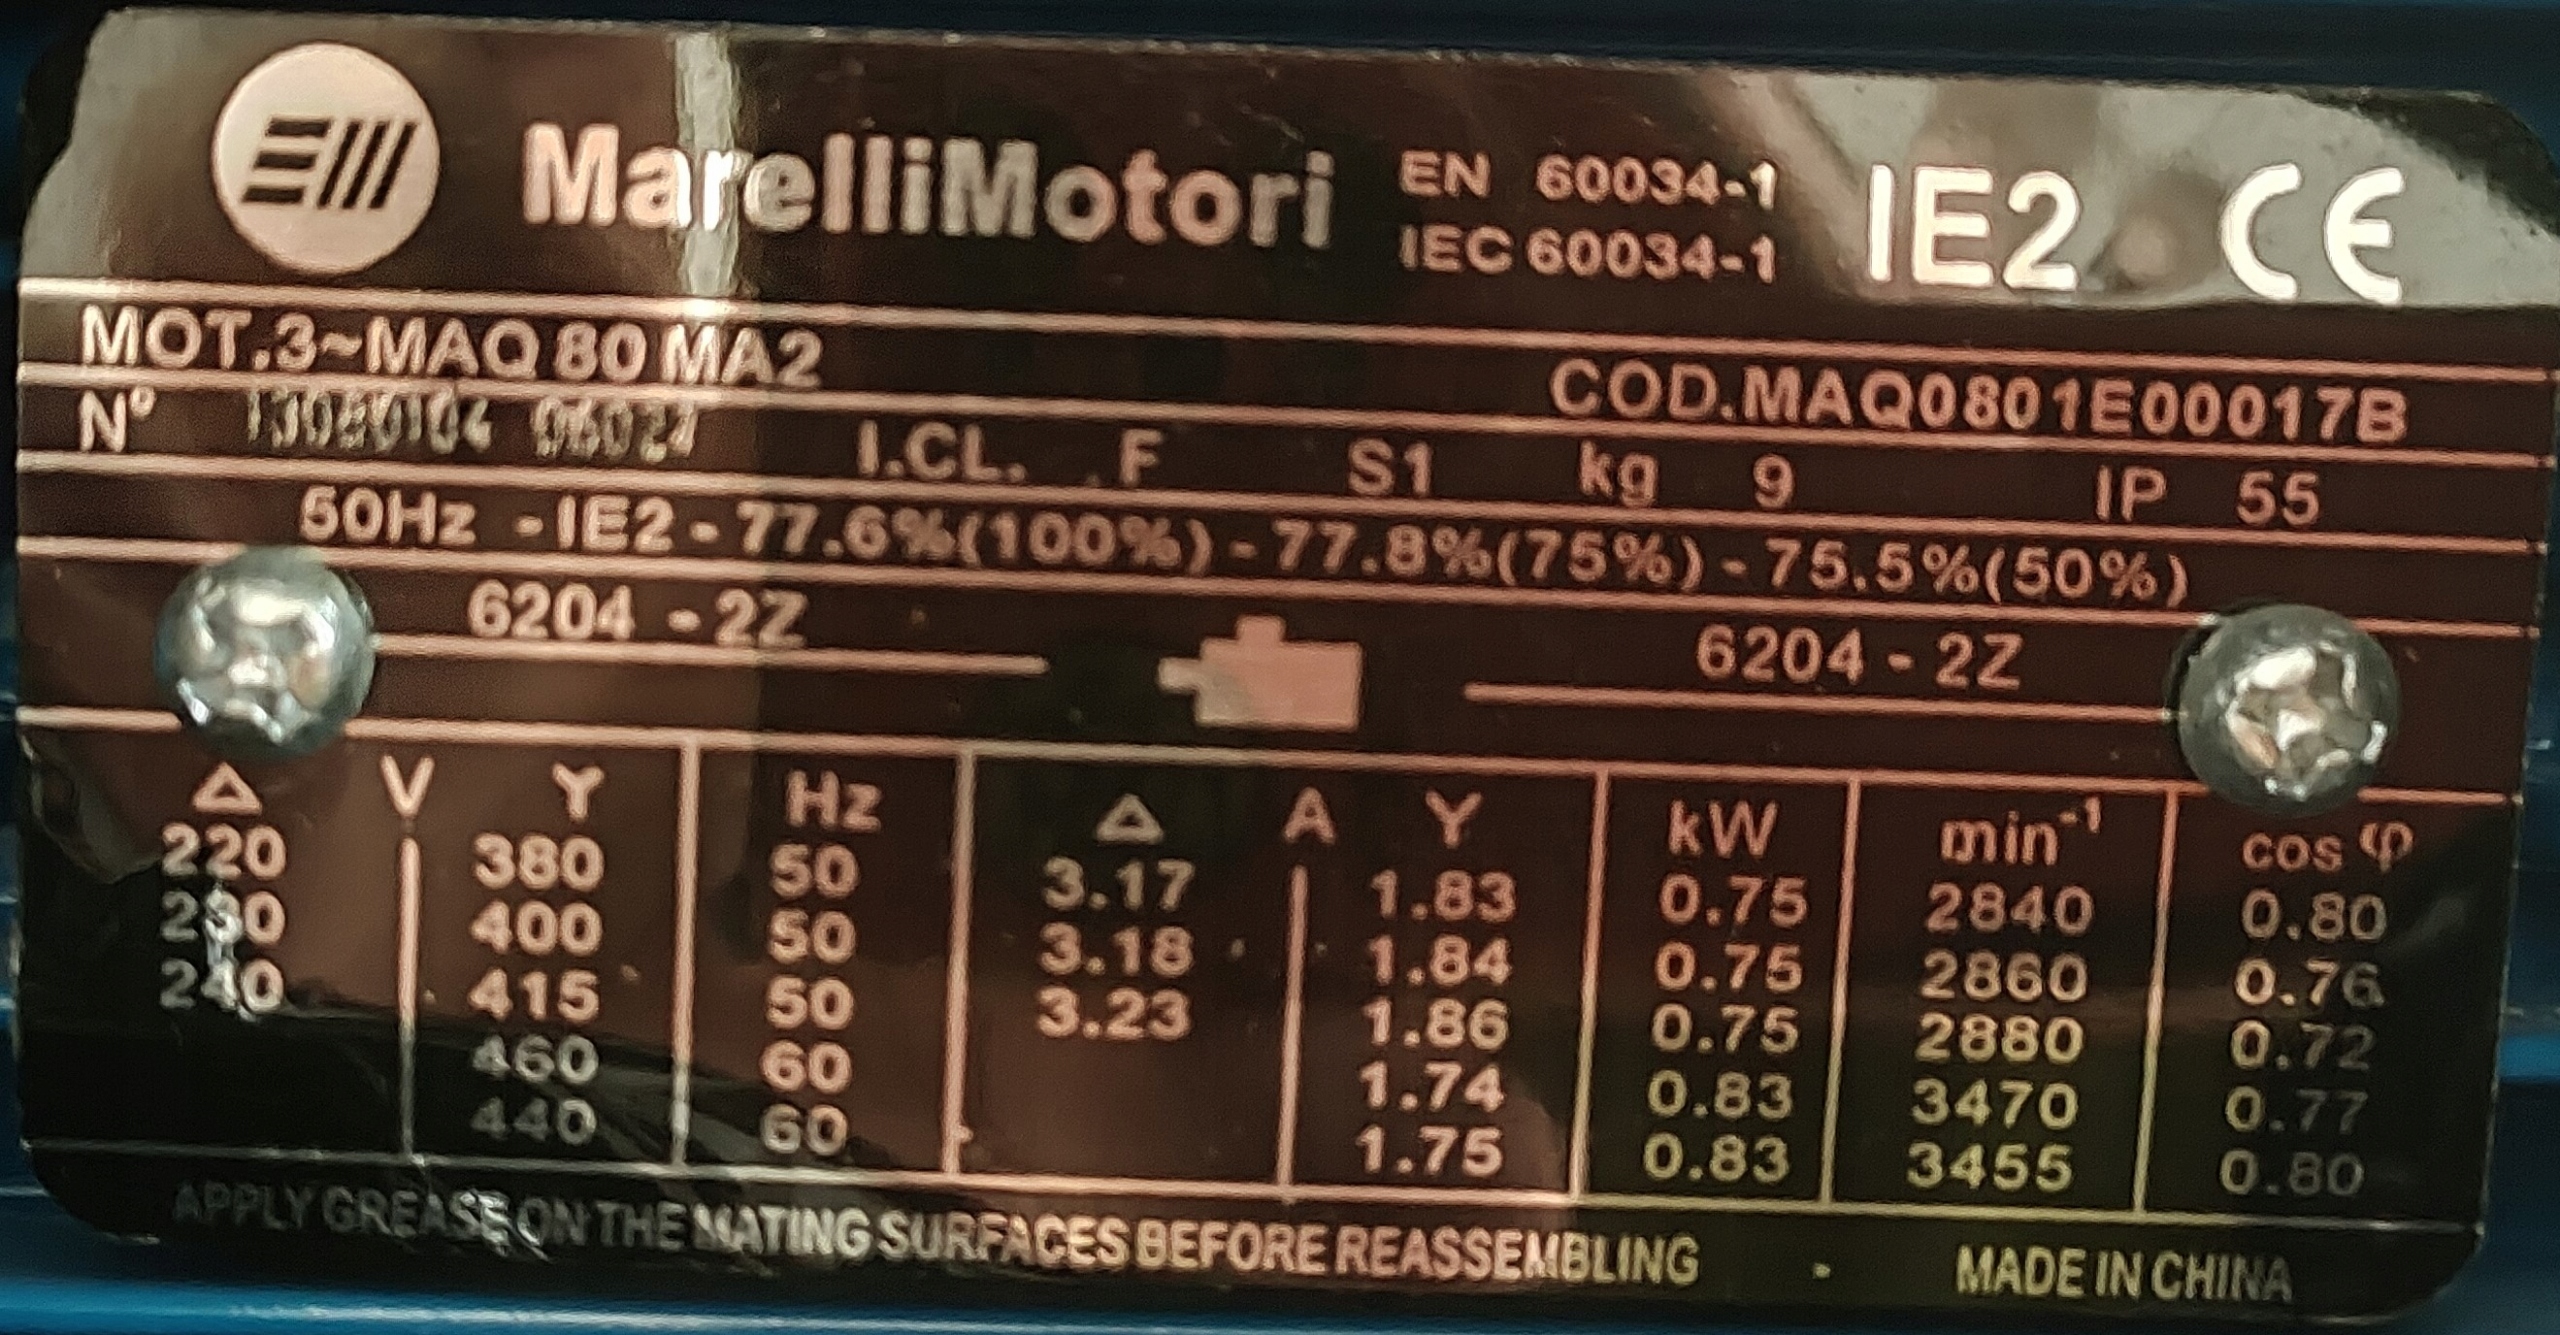 MarelliMotori EN 60034-1 IE2 CE
IEC 60034-1
MOT.3~MAQ 80 MA2 COD.MAQ0801E00017B
Nº I.CL. F S1 kg 9 IP 55
50Hz - IE2 - 77.6%(100%) - 77.8%(75%) - 75.5%(50%)
6204 - 2Z 6204 - 2Z
Δ V Y Hz Δ A Y kW min⁻¹ cos φ
220 380 50 3.17 1.83 0.75 2840 0.80
230 400 50 3.18 1.84 0.75 2860 0.76
240 415 50 3.23 1.86 0.75 2880 0.72
460 60 1.74 0.83 3470 0.77
440 60 1.75 0.83 3455 0.80
APPLY GREASE ON THE MATING SURFACES BEFORE REASSEMBLING - MADE IN CHINA